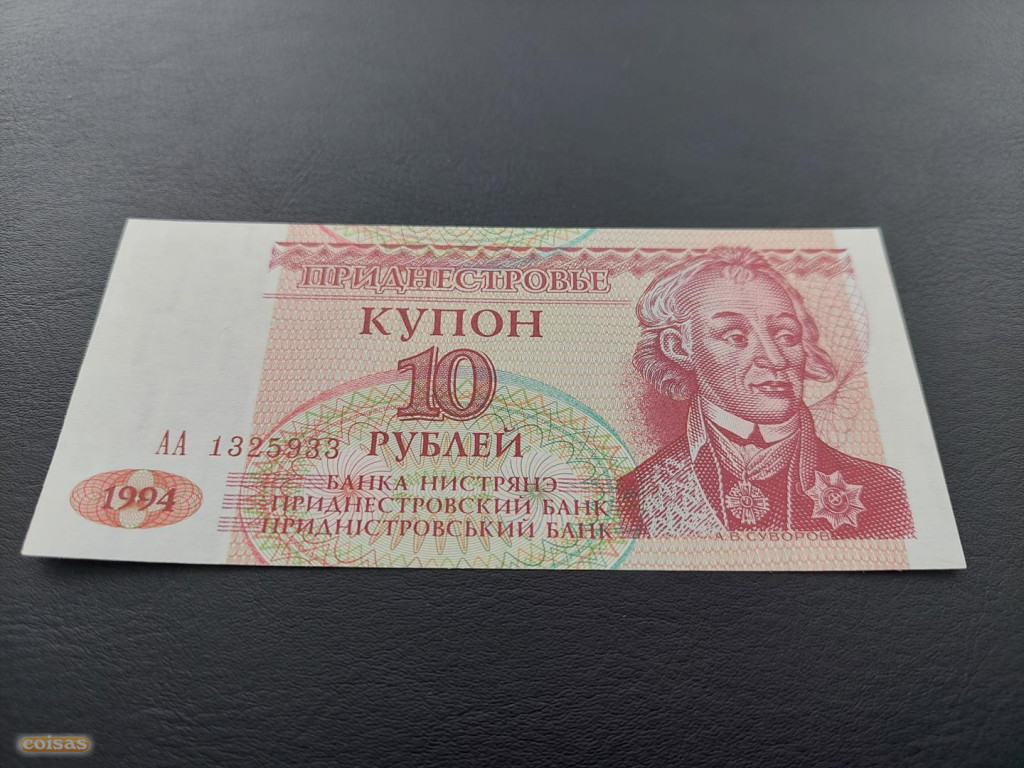 ПРИДНЕСТРОВЬЕ
КУПОН
10
РУБЛЕЙ
АА 1325933
1994
БАНКА НИСТРЯНЭ
ПРИДНЕСТРОВСКИЙ БАНК
ПРИДНІСТРОВСЬКИЙ БАНК
А.В.СУВОРОВ
coisas